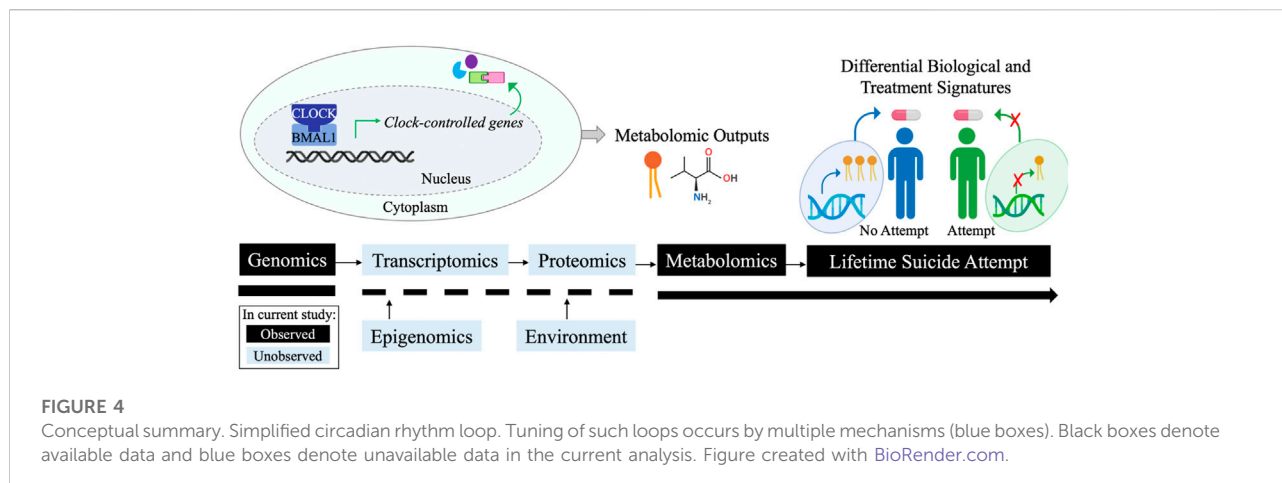 CLOCK
BMAL1
Clock-controlled genes
Nucleus
Cytoplasm
Metabolomic Outputs
O
OH
NH₂
Differential Biological and
Treatment Signatures
X
X
No Attempt
Attempt
Genomics
Transcriptomics
Proteomics
Metabolomics
Lifetime Suicide Attempt
In current study:
Observed
Unobserved
Epigenomics
Environment
FIGURE 4
Conceptual summary. Simplified circadian rhythm loop. Tuning of such loops occurs by multiple mechanisms (blue boxes). Black boxes denote
available data and blue boxes denote unavailable data in the current analysis. Figure created with BioRender.com.